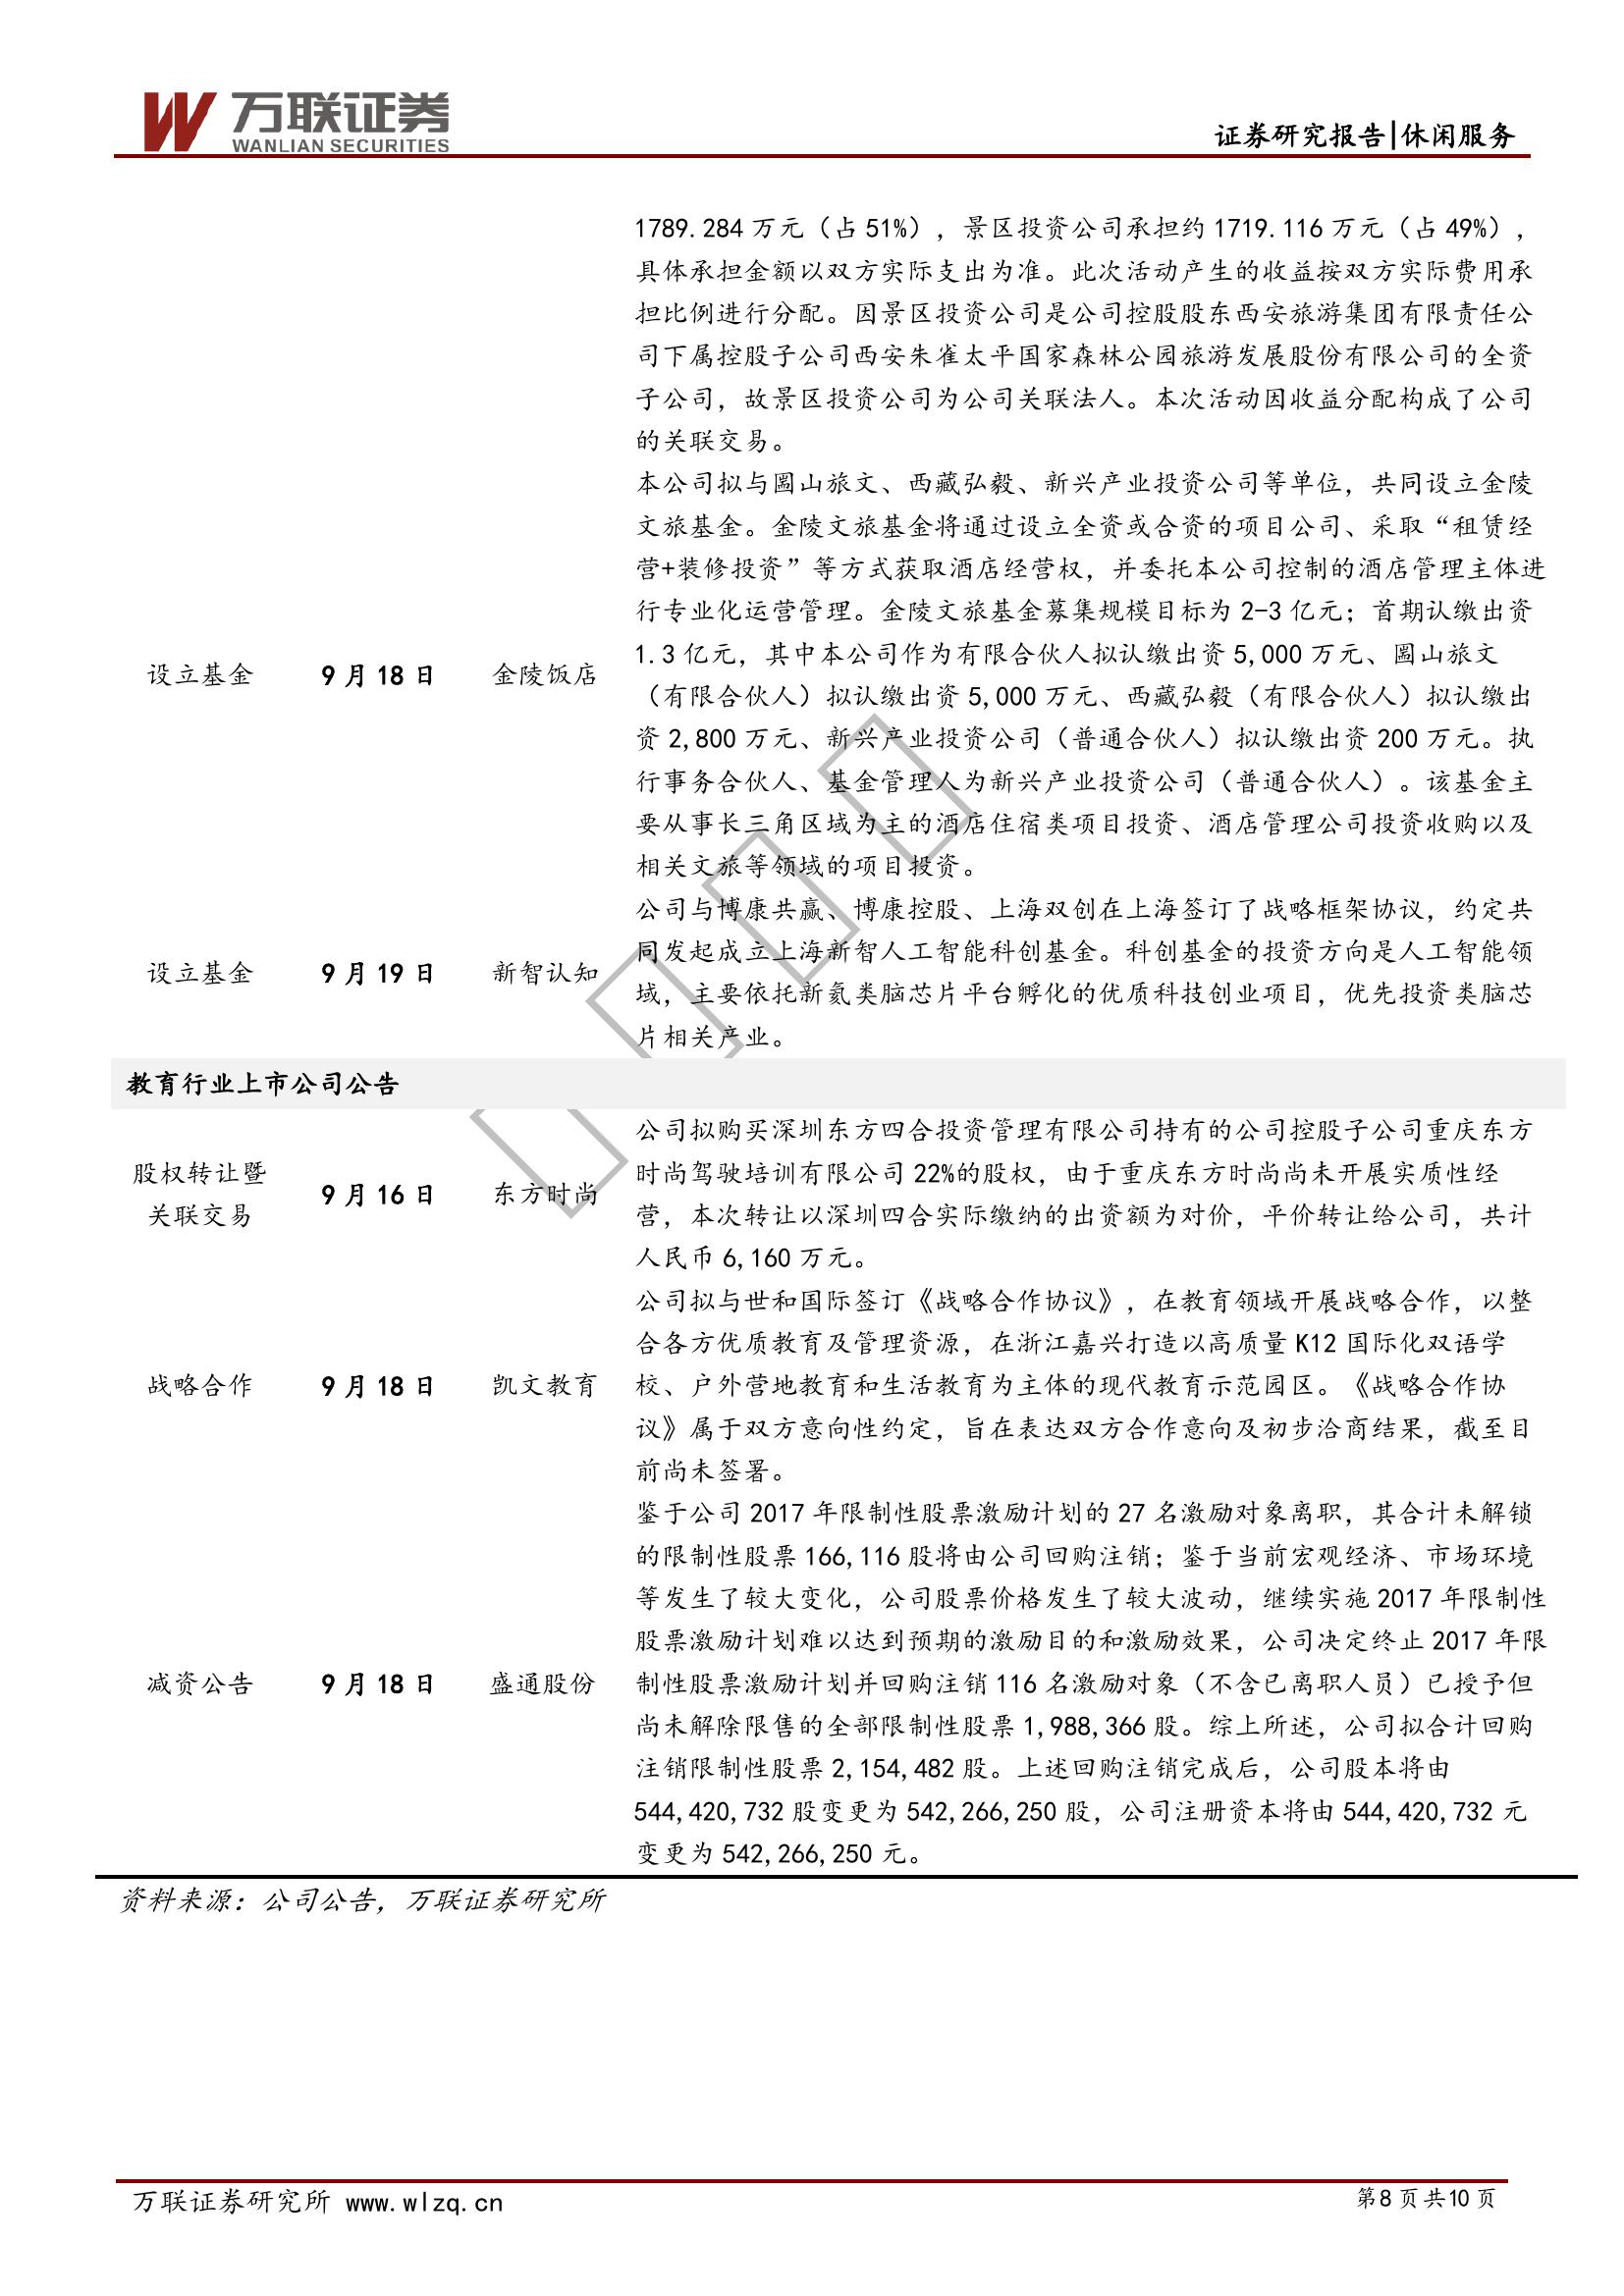 万联证券
WANLIAN SECURITIES
证券研究报告|休闲服务
1789.284 万元（占 51%），景区投资公司承担约 1719.116 万元（占 49%），
具体承担金额以双方实际支出为准。此次活动产生的收益按双方实际费用承
担比例进行分配。因景区投资公司是公司控股股东西安旅游集团有限责任公
司下属控股子公司西安朱雀太平国家森林公园旅游发展股份有限公司的全资
子公司，故景区投资公司为公司关联法人。本次活动因收益分配构成了公司
的关联交易。
设立基金
9 月 18 日
金陵饭店
本公司拟与圌山旅文、西藏弘毅、新兴产业投资公司等单位，共同设立金陵
文旅基金。金陵文旅基金将通过设立全资或合资的项目公司、采取“租赁经
营+装修投资”等方式获取酒店经营权，并委托本公司控制的酒店管理主体进
行专业化运营管理。金陵文旅基金募集规模目标为 2-3 亿元；首期认缴出资
1.3 亿元，其中本公司作为有限合伙人拟认缴出资 5,000 万元、圌山旅文
（有限合伙人）拟认缴出资 5,000 万元、西藏弘毅（有限合伙人）拟认缴出
资 2,800 万元、新兴产业投资公司（普通合伙人）拟认缴出资 200 万元。执
行事务合伙人、基金管理人为新兴产业投资公司（普通合伙人）。该基金主
要从事长三角区域为主的酒店住宿类项目投资、酒店管理公司投资收购以及
相关文旅等领域的项目投资。
设立基金
9 月 19 日
新智认知
公司与博康共赢、博康控股、上海双创在上海签订了战略框架协议，约定共
同发起成立上海新智人工智能科创基金。科创基金的投资方向是人工智能领
域，主要依托新氦类脑芯片平台孵化的优质科技创业项目，优先投资类脑芯
片相关产业。
教育行业上市公司公告
股权转让暨
关联交易
9 月 16 日
东方时尚
公司拟购买深圳东方四合投资管理有限公司持有的公司控股子公司重庆东方
时尚驾驶培训有限公司 22%的股权，由于重庆东方时尚尚未开展实质性经
营，本次转让以深圳四合实际缴纳的出资额为对价，平价转让给公司，共计
人民币 6,160 万元。
战略合作
9 月 18 日
凯文教育
公司拟与世和国际签订《战略合作协议》，在教育领域开展战略合作，以整
合各方优质教育及管理资源，在浙江嘉兴打造以高质量 K12 国际化双语学
校、户外营地教育和生活教育为主体的现代教育示范园区。《战略合作协
议》属于双方意向性约定，旨在表达双方合作意向及初步洽商结果，截至目
前尚未签署。
减资公告
9 月 18 日
盛通股份
鉴于公司 2017 年限制性股票激励计划的 27 名激励对象离职，其合计未解锁
的限制性股票 166,116 股将由公司回购注销；鉴于当前宏观经济、市场环境
等发生了较大变化，公司股票价格发生了较大波动，继续实施 2017 年限制性
股票激励计划难以达到预期的激励目的和激励效果，公司决定终止 2017 年限
制性股票激励计划并回购注销 116 名激励对象（不含已离职人员）已授予但
尚未解除限售的全部限制性股票 1,988,366 股。综上所述，公司拟合计回购
注销限制性股票 2,154,482 股。上述回购注销完成后，公司股本将由
544,420,732 股变更为 542,266,250 股，公司注册资本将由 544,420,732 元
变更为 542,266,250 元。
资料来源：公司公告，万联证券研究所
万联证券研究所 www.wlzq.cn
第8 页 共10 页